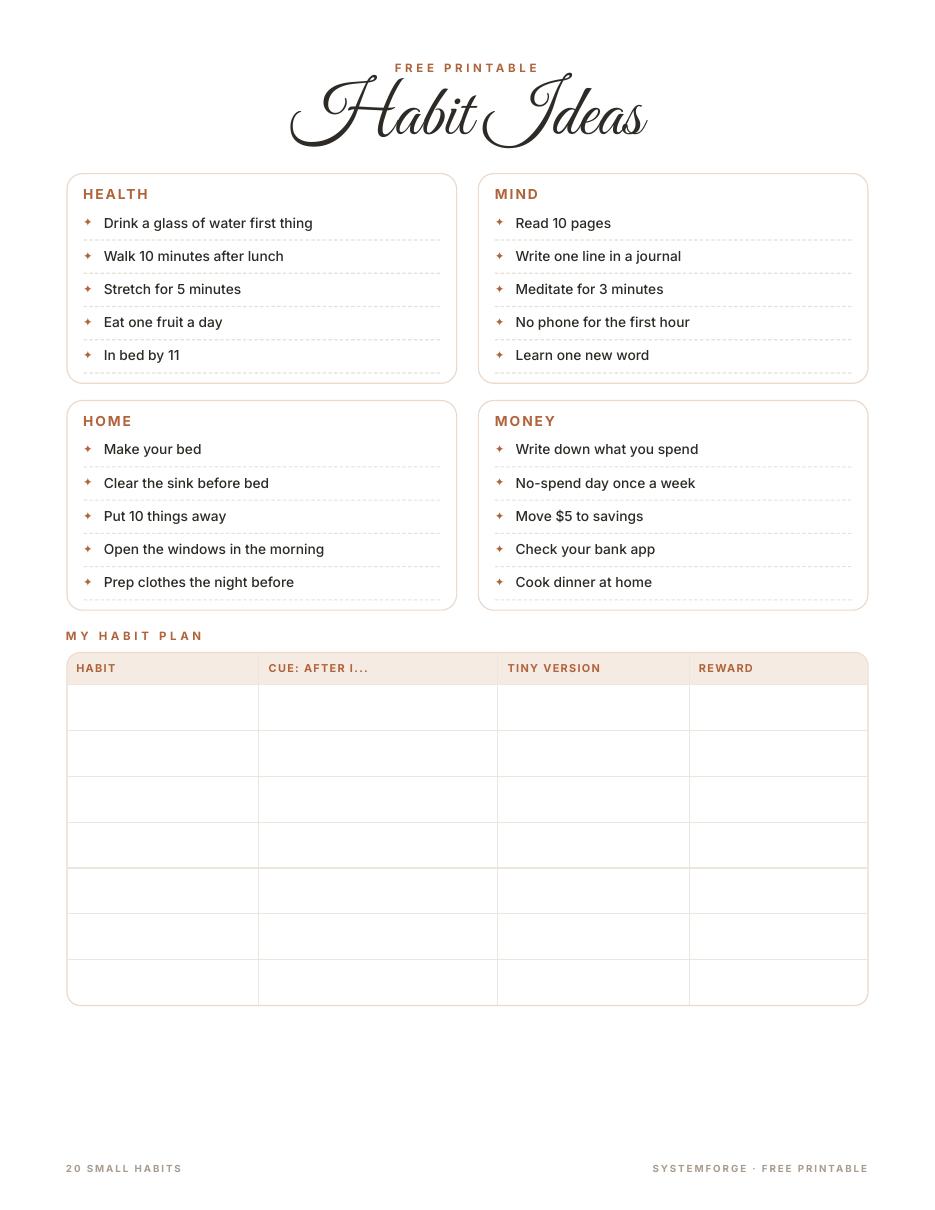 FREE PRINTABLE
Habit Ideas
HEALTH
✦ Drink a glass of water first thing
✦ Walk 10 minutes after lunch
✦ Stretch for 5 minutes
✦ Eat one fruit a day
✦ In bed by 11
MIND
✦ Read 10 pages
✦ Write one line in a journal
✦ Meditate for 3 minutes
✦ No phone for the first hour
✦ Learn one new word
HOME
✦ Make your bed
✦ Clear the sink before bed
✦ Put 10 things away
✦ Open the windows in the morning
✦ Prep clothes the night before
MONEY
✦ Write down what you spend
✦ No-spend day once a week
✦ Move $5 to savings
✦ Check your bank app
✦ Cook dinner at home
MY HABIT PLAN
HABIT CUE: AFTER I... TINY VERSION REWARD
20 SMALL HABITS SYSTEMFORGE · FREE PRINTABLE